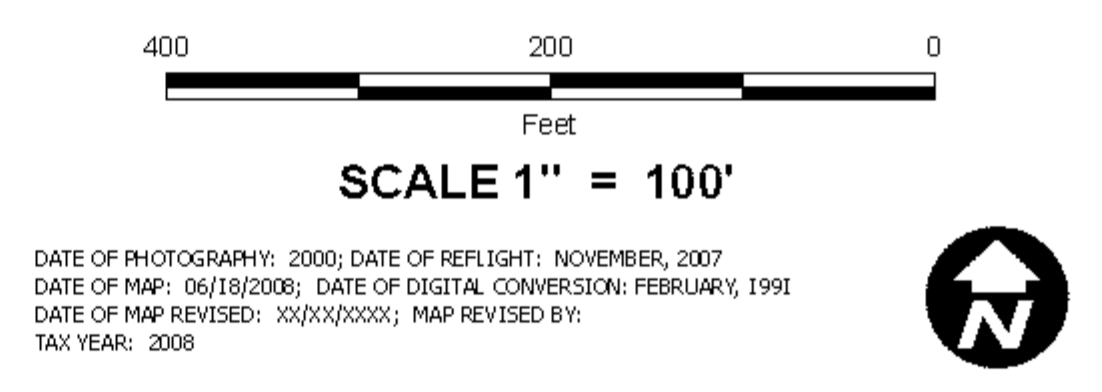 400 200 0
Feet
SCALE 1" = 100'
DATE OF PHOTOGRAPHY: 2000; DATE OF REFLIGHT: NOVEMBER, 2007
DATE OF MAP: 06/I8/2008; DATE OF DIGITAL CONVERSION: FEBRUARY, I99I
DATE OF MAP REVISED: XX/XX/XXXX; MAP REVISED BY:
TAX YEAR: 2008
N